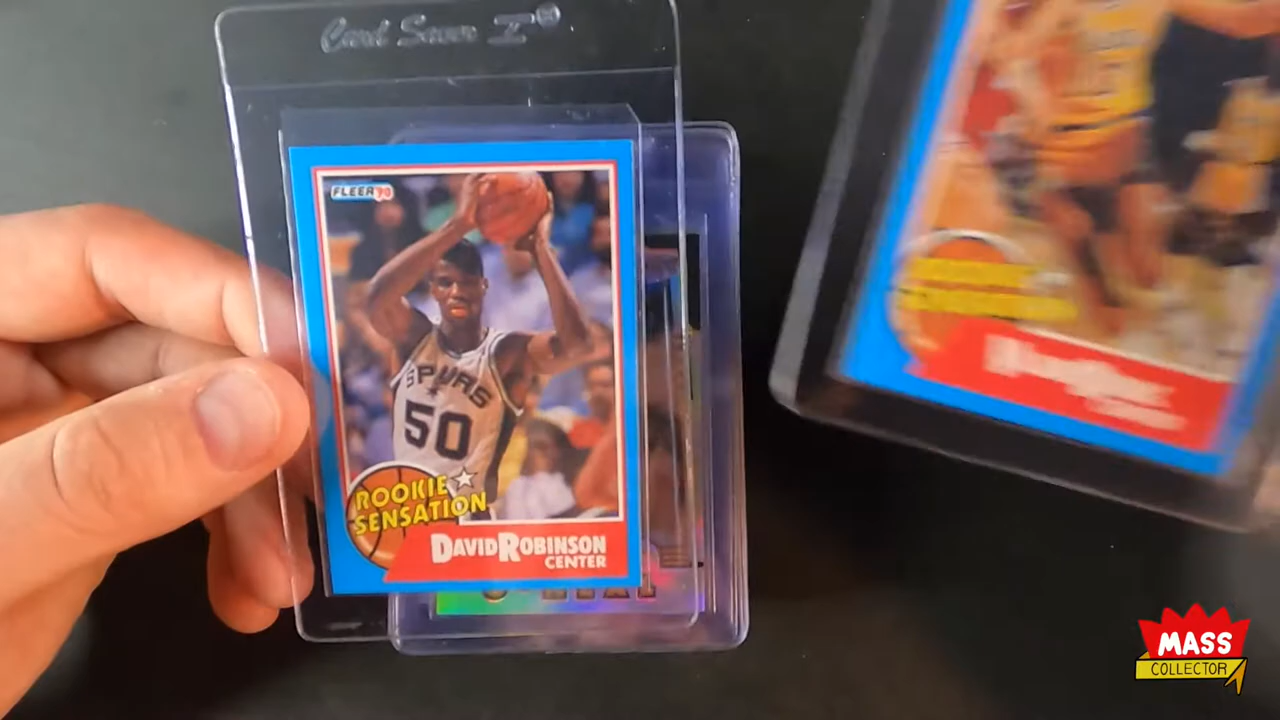 Card Saver I®
FLEER 90
SPURS
50
ROOKIE
SENSATION
DAVID ROBINSON
CENTER
MASS
COLLECTOR